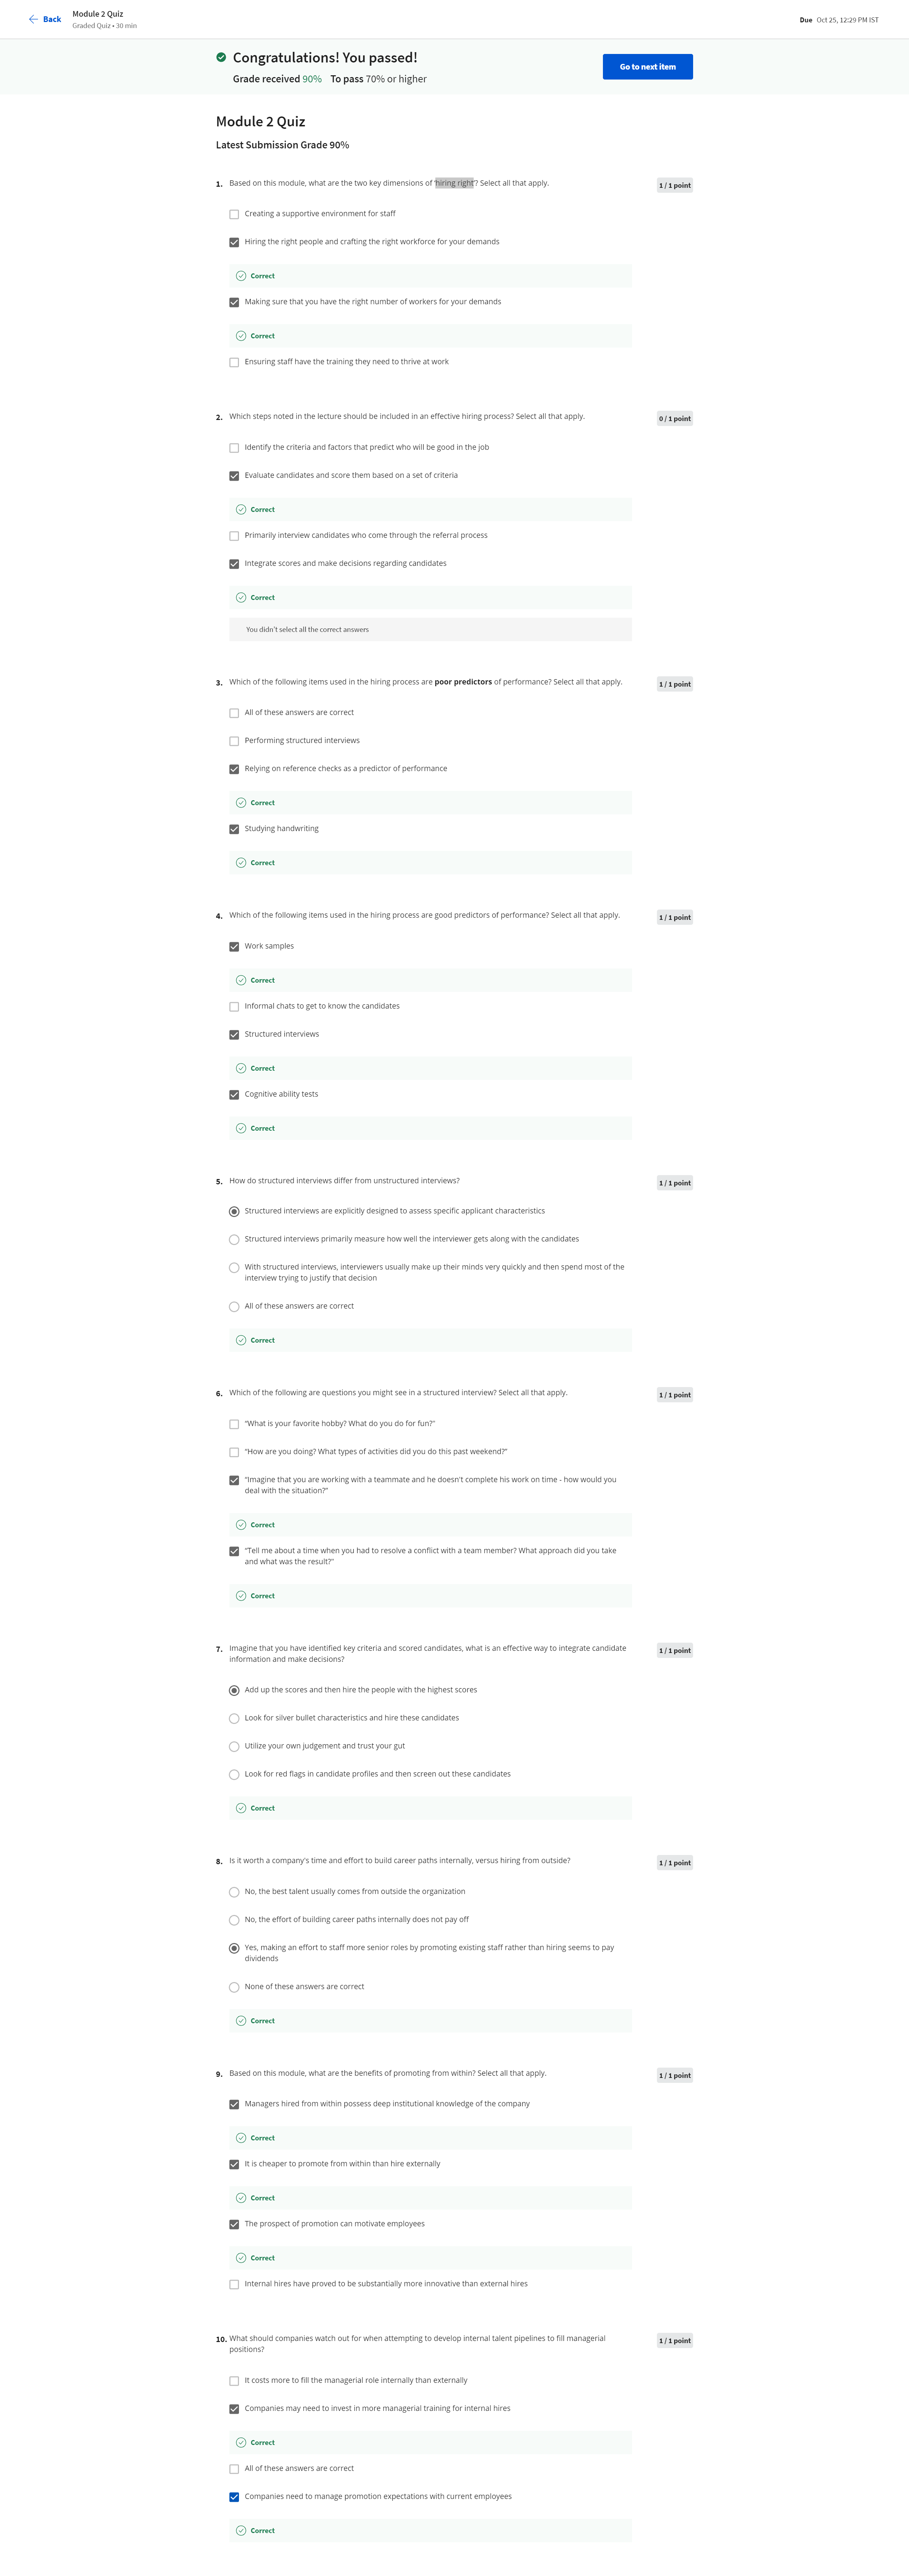 Back
Module 2 Quiz
Graded Quiz • 30 min
Due Oct 25, 12:29 PM IST
Congratulations! You passed!
Grade received 90% To pass 70% or higher
Go to next item
Module 2 Quiz
Latest Submission Grade 90%
1. Based on this module, what are the two key dimensions of 'hiring right'? Select all that apply.
1 / 1 point
Creating a supportive environment for staff
Hiring the right people and crafting the right workforce for your demands
Correct
Making sure that you have the right number of workers for your demands
Correct
Ensuring staff have the training they need to thrive at work
2. Which steps noted in the lecture should be included in an effective hiring process? Select all that apply.
0 / 1 point
Identify the criteria and factors that predict who will be good in the job
Evaluate candidates and score them based on a set of criteria
Correct
Primarily interview candidates who come through the referral process
Integrate scores and make decisions regarding candidates
Correct
You didn't select all the correct answers
3. Which of the following items used in the hiring process are poor predictors of performance? Select all that apply.
1 / 1 point
All of these answers are correct
Performing structured interviews
Relying on reference checks as a predictor of performance
Correct
Studying handwriting
Correct
4. Which of the following items used in the hiring process are good predictors of performance? Select all that apply.
1 / 1 point
Work samples
Correct
Informal chats to get to know the candidates
Structured interviews
Correct
Cognitive ability tests
Correct
5. How do structured interviews differ from unstructured interviews?
1 / 1 point
Structured interviews are explicitly designed to assess specific applicant characteristics
Structured interviews primarily measure how well the interviewer gets along with the candidates
With structured interviews, interviewers usually make up their minds very quickly and then spend most of the
interview trying to justify that decision
All of these answers are correct
Correct
6. Which of the following are questions you might see in a structured interview? Select all that apply.
1 / 1 point
"What is your favorite hobby? What do you do for fun?"
"How are you doing? What types of activities did you do this past weekend?"
"Imagine that you are working with a teammate and he doesn't complete his work on time - how would you
deal with the situation?"
Correct
"Tell me about a time when you had to resolve a conflict with a team member? What approach did you take
and what was the result?"
Correct
7. Imagine that you have identified key criteria and scored candidates, what is an effective way to integrate candidate
information and make decisions?
1 / 1 point
Add up the scores and then hire the people with the highest scores
Look for silver bullet characteristics and hire these candidates
Utilize your own judgement and trust your gut
Look for red flags in candidate profiles and then screen out these candidates
Correct
8. Is it worth a company's time and effort to build career paths internally, versus hiring from outside?
1 / 1 point
No, the best talent usually comes from outside the organization
No, the effort of building career paths internally does not pay off
Yes, making an effort to staff more senior roles by promoting existing staff rather than hiring seems to pay
dividends
None of these answers are correct
Correct
9. Based on this module, what are the benefits of promoting from within? Select all that apply.
1 / 1 point
Managers hired from within possess deep institutional knowledge of the company
Correct
It is cheaper to promote from within than hire externally
Correct
The prospect of promotion can motivate employees
Correct
Internal hires have proved to be substantially more innovative than external hires
10. What should companies watch out for when attempting to develop internal talent pipelines to fill managerial
positions?
1 / 1 point
It costs more to fill the managerial role internally than externally
Companies may need to invest in more managerial training for internal hires
Correct
All of these answers are correct
Companies need to manage promotion expectations with current employees
Correct